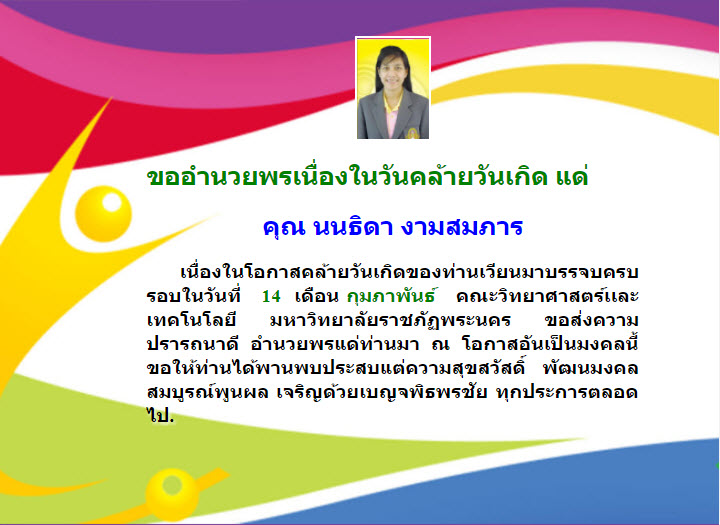 ขออำนวยพรเนื่องในวันคล้ายวันเกิด แด่
คุณ นนธิดา งามสมภาร
เนื่องในโอกาสคล้ายวันเกิดของท่านเวียนมาบรรจบครบ
รอบในวันที่ 14 เดือน กุมภาพันธ์ คณะวิทยาศาสตร์และ
เทคโนโลยี มหาวิทยาลัยราชภัฏพระนคร ขอส่งความ
ปรารถนาดี อำนวยพรแด่ท่านมา ณ โอกาสอันเป็นมงคลนี้
ขอให้ท่านได้พานพบประสบแต่ความสุขสวัสดิ์ พัฒนมงคล
สมบูรณ์พูนผล เจริญด้วยเบญจพิธพรชัย ทุกประการตลอด
ไป.